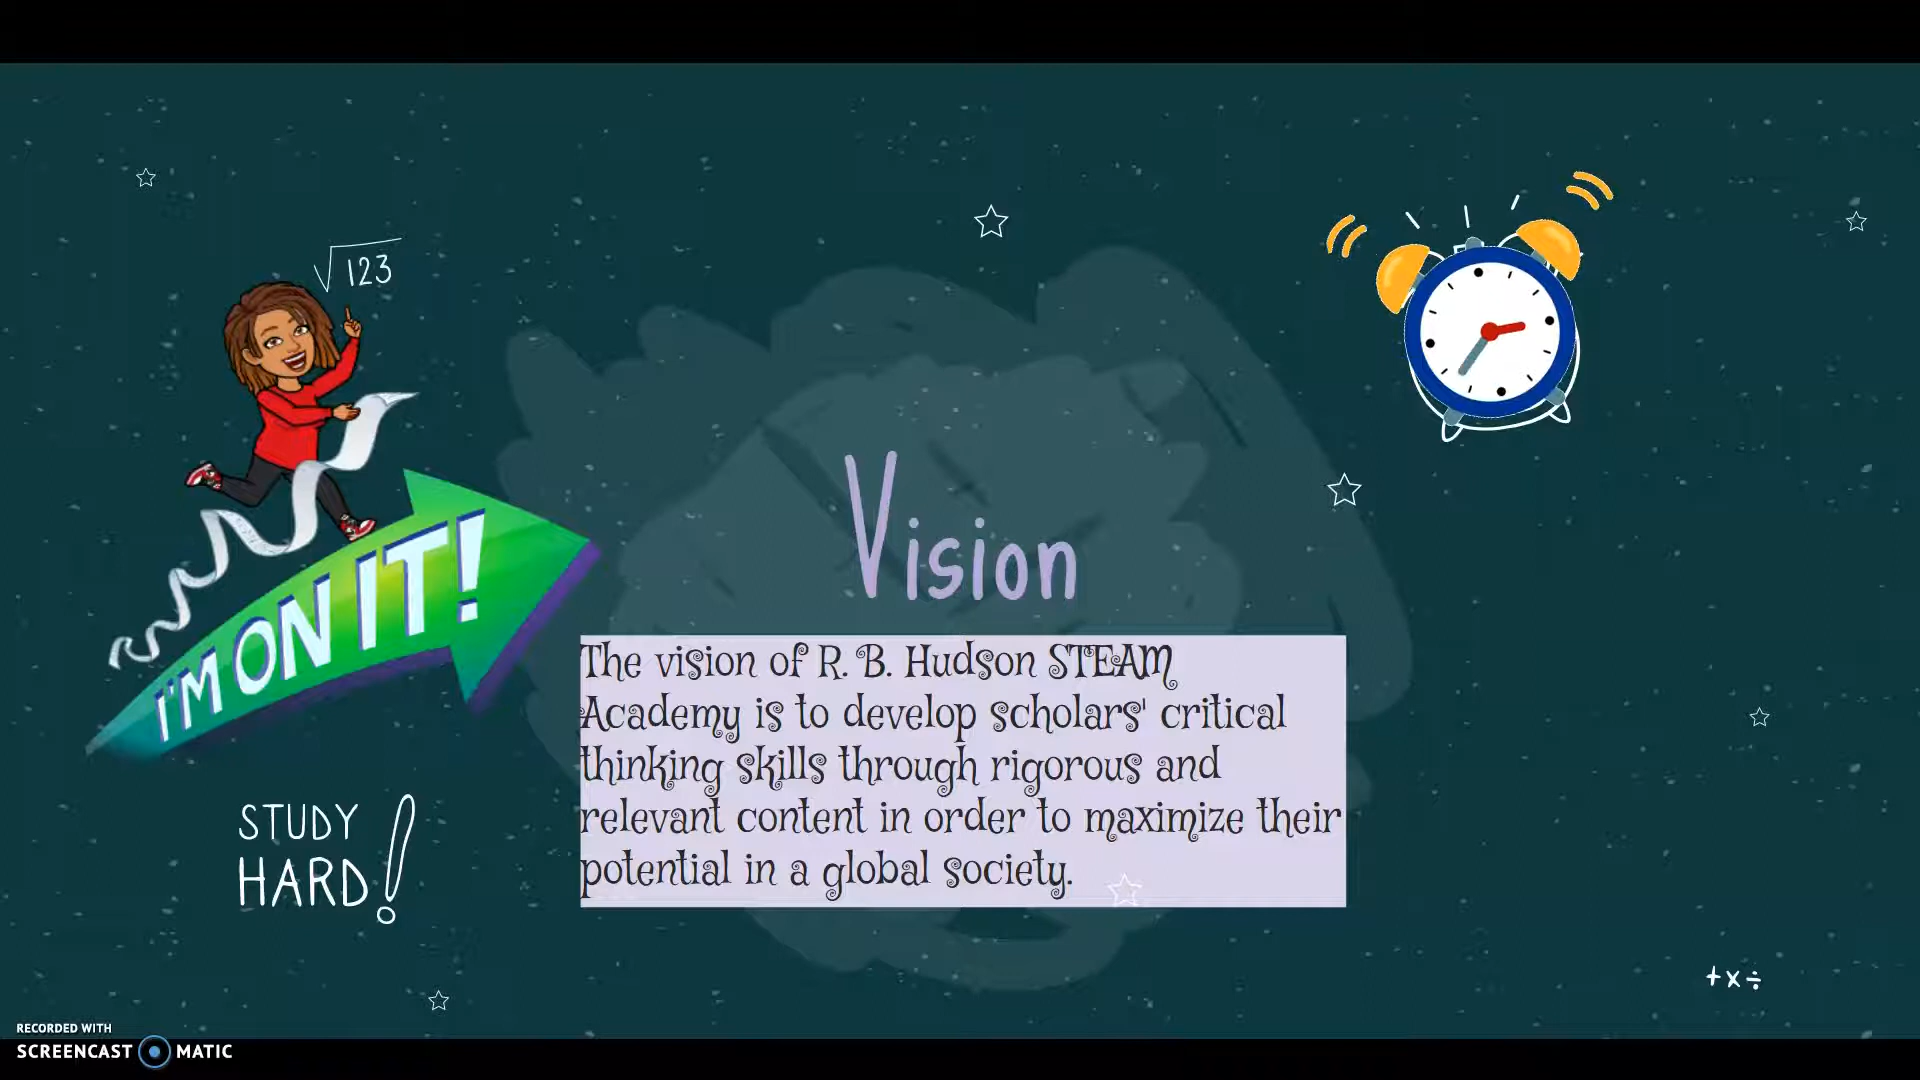 √123
I'M ON IT!
Vision
The vision of R. B. Hudson STEAM
Academy is to develop scholars' critical
thinking skills through rigorous and
relevant content in order to maximize their
potential in a global society.
STUDY
HARD!
+x÷
RECORDED WITH
SCREENCAST MATIC